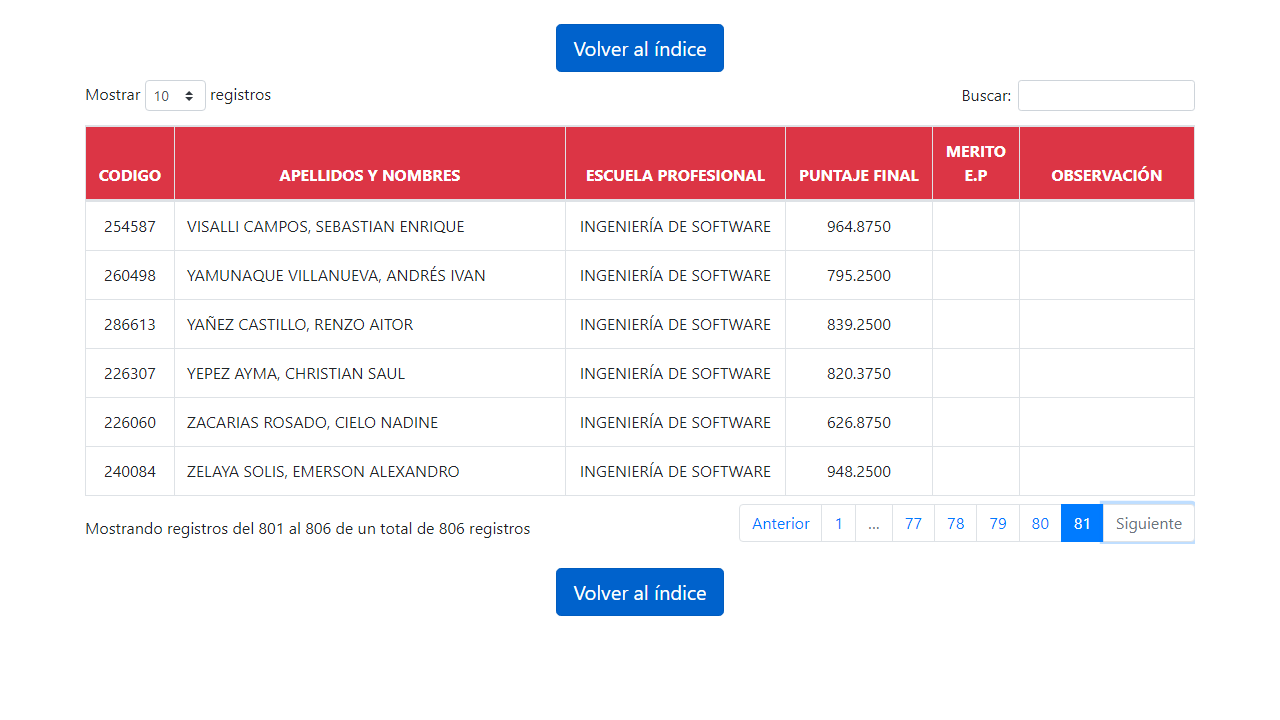 Volver al índice
Mostrar 10 registros Buscar:
CODIGO APELLIDOS Y NOMBRES ESCUELA PROFESIONAL PUNTAJE FINAL MERITO E.P OBSERVACIÓN
254587 VISALLI CAMPOS, SEBASTIAN ENRIQUE INGENIERÍA DE SOFTWARE 964.8750
260498 YAMUNAQUE VILLANUEVA, ANDRÉS IVAN INGENIERÍA DE SOFTWARE 795.2500
286613 YAÑEZ CASTILLO, RENZO AITOR INGENIERÍA DE SOFTWARE 839.2500
226307 YEPEZ AYMA, CHRISTIAN SAUL INGENIERÍA DE SOFTWARE 820.3750
226060 ZACARIAS ROSADO, CIELO NADINE INGENIERÍA DE SOFTWARE 626.8750
240084 ZELAYA SOLIS, EMERSON ALEXANDRO INGENIERÍA DE SOFTWARE 948.2500
Mostrando registros del 801 al 806 de un total de 806 registros Anterior 1 ... 77 78 79 80 81 Siguiente
Volver al índice